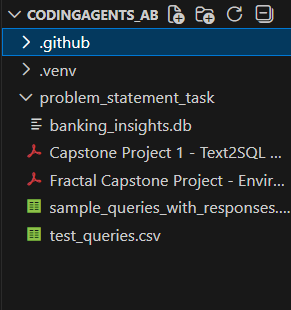 CODINGAGENTS_AB
.github
.venv
problem_statement_task
banking_insights.db
Capstone Project 1 - Text2SQL ...
Fractal Capstone Project - Envir...
sample_queries_with_responses....
test_queries.csv